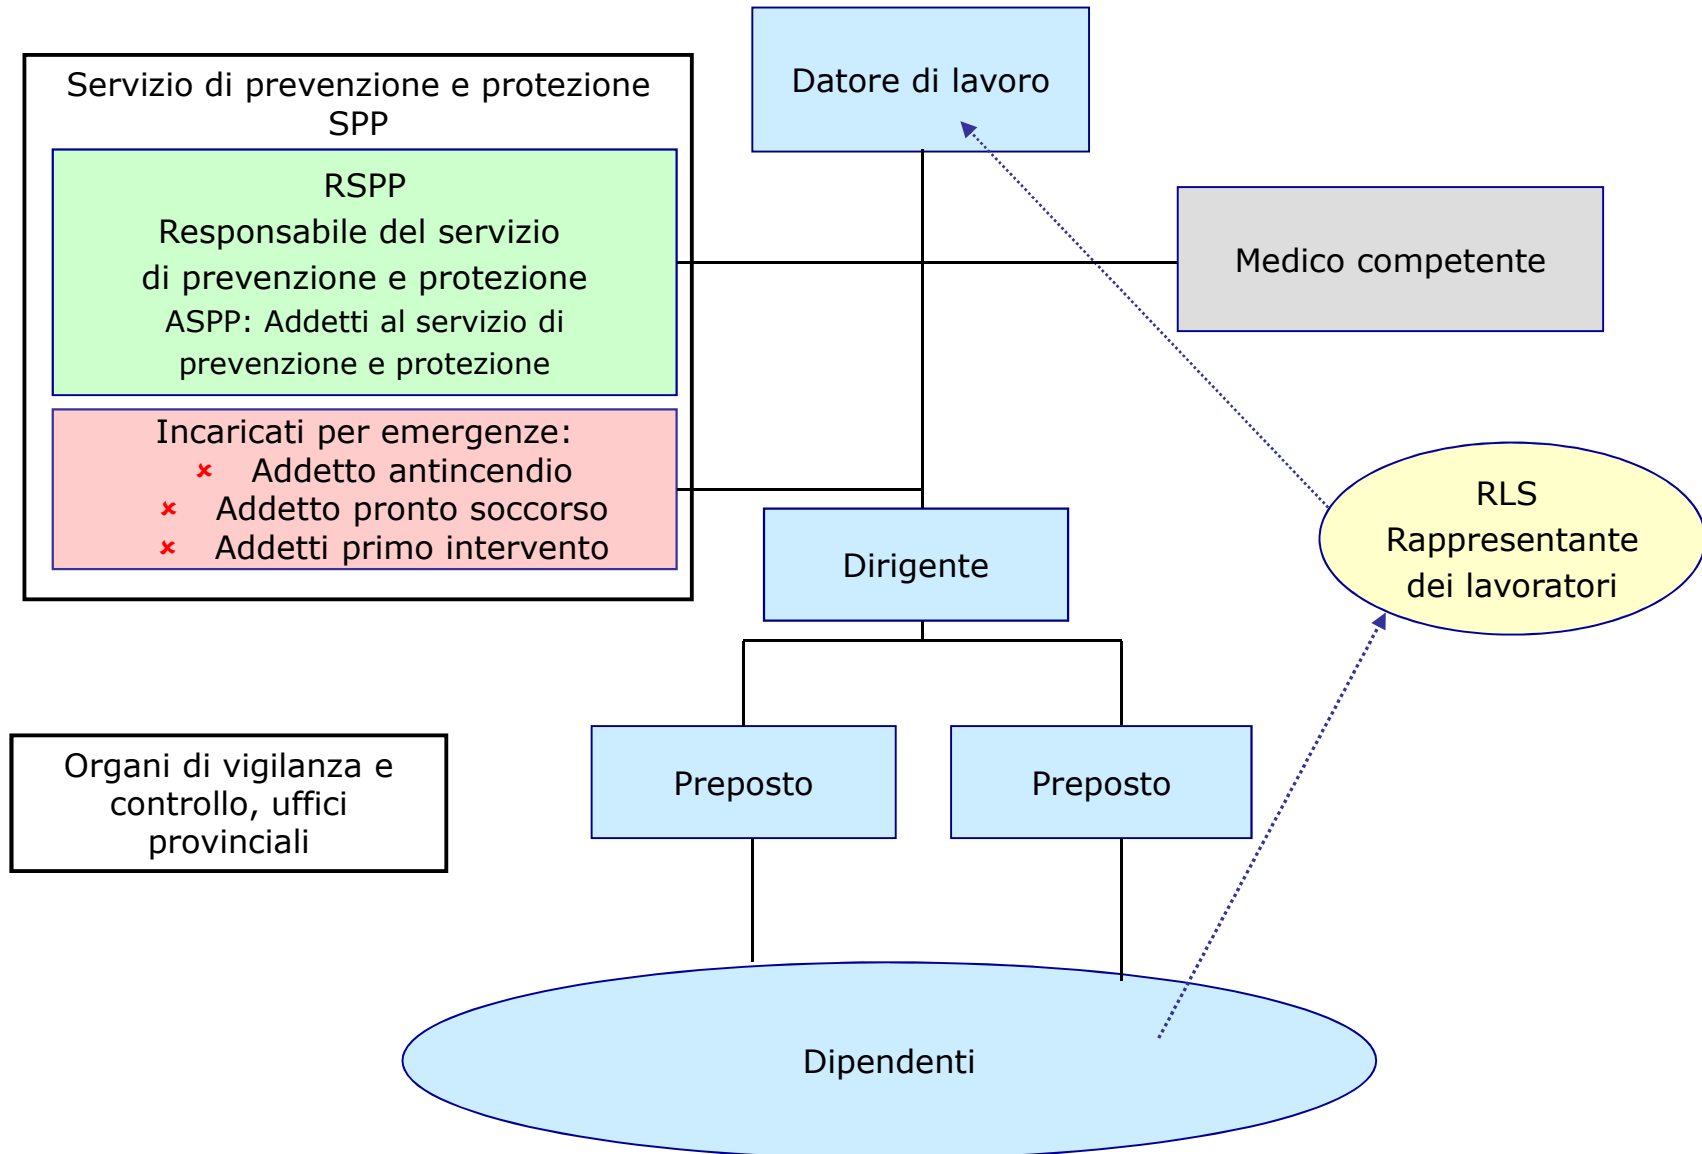 Datore di lavoro
Servizio di prevenzione e protezione
SPP
RSPP
Responsabile del servizio
di prevenzione e protezione
ASPP: Addetti al servizio di
prevenzione e protezione
Medico competente
Incaricati per emergenze:
Addetto antincendio
Addetto pronto soccorso
Addetti primo intervento
RLS
Rappresentante
dei lavoratori
Dirigente
Organi di vigilanza e
controllo, uffici
provinciali
Preposto
Preposto
Dipendenti